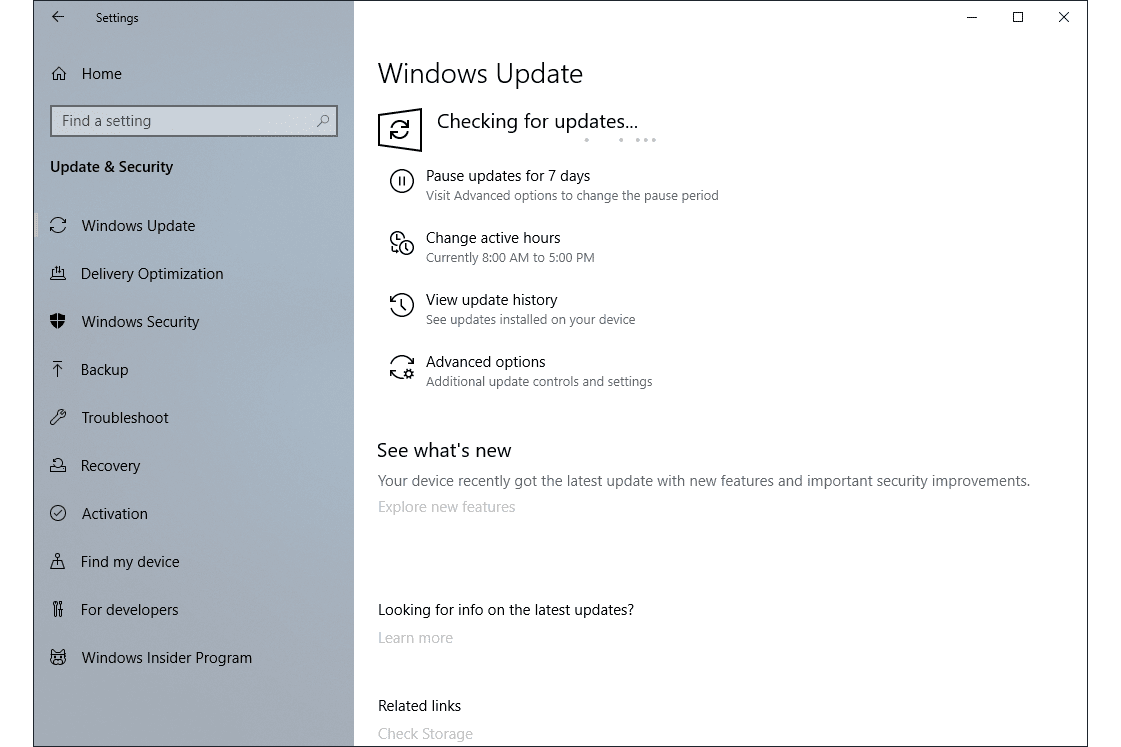 Settings
Home
Find a setting
Update & Security
Windows Update
Delivery Optimization
Windows Security
Backup
Troubleshoot
Recovery
Activation
Find my device
For developers
Windows Insider Program
Windows Update
Checking for updates...
Pause updates for 7 days
Visit Advanced options to change the pause period
Change active hours
Currently 8:00 AM to 5:00 PM
View update history
See updates installed on your device
Advanced options
Additional update controls and settings
See what's new
Your device recently got the latest update with new features and important security improvements.
Explore new features
Looking for info on the latest updates?
Learn more
Related links
Check Storage